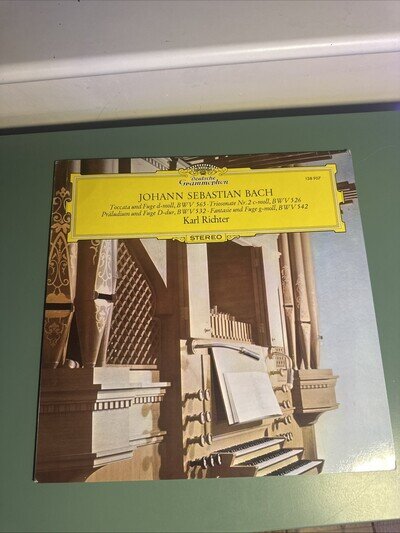 Deutsche
Grammophon
138 907
JOHANN SEBASTIAN BACH
Toccata und Fuge d-moll, BWV 565 · Triosonate Nr. 2 c-moll, BWV 526
Präludium und Fuge D-dur, BWV 532 · Fantasie und Fuge g-moll, BWV 542
Karl Richter
STEREO